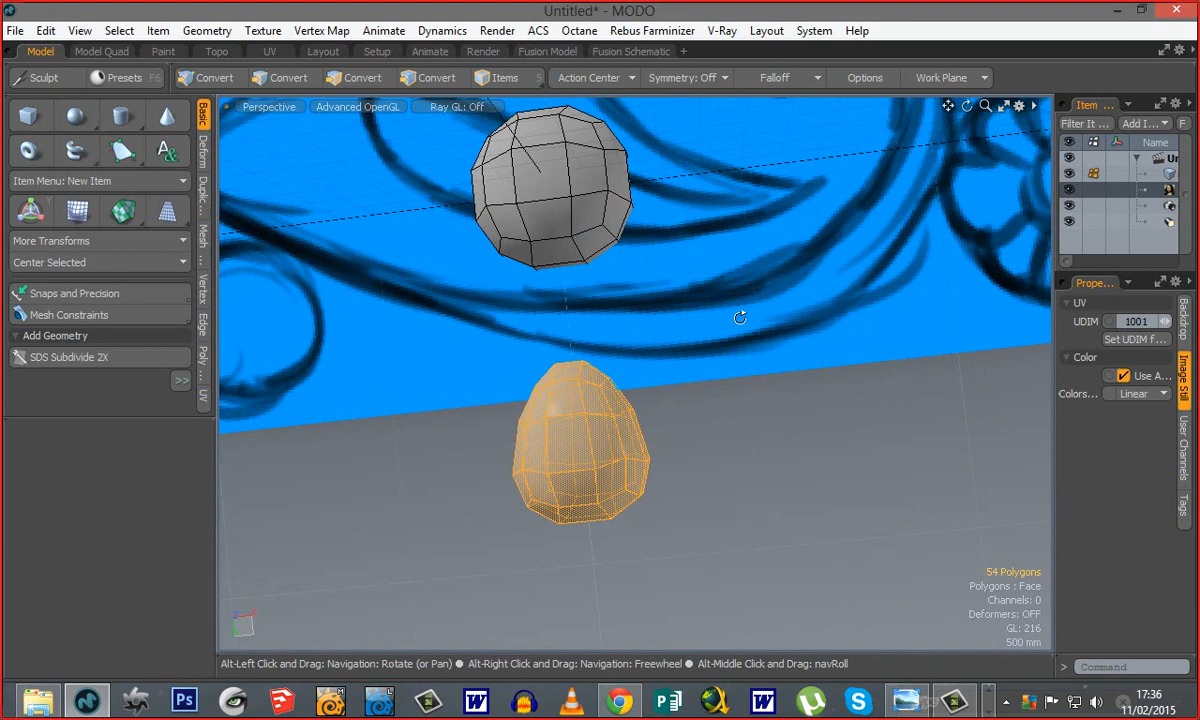 Untitled* - MODO
File Edit View Select Item Geometry Texture Vertex Map Animate Dynamics Render ACS Octane Rebus Farminizer V-Ray Layout System Help
Model Model Quad Paint Topo UV Layout Setup Animate Render Fusion Model Fusion Schematic +
Sculpt Presets F6 Convert Convert Convert Convert Items 5 Action Center Symmetry: Off Falloff Options Work Plane
Perspective Advanced OpenGL Ray GL: Off
Item ...
Filter It ... Add I... F
Name
Item Menu: New Item
More Transforms
Center Selected
Snaps and Precision
Mesh Constraints
Add Geometry
SDS Subdivide 2X
>>
Basic
Deform
Duplic...
Mesh ...
Vertex
Edge
Poly ...
UV
Prope...
UV
UDIM 1001
Set UDIM f...
Color
Use A...
Colors... Linear
Backdrop
Image Still
User Channels
Tags
54 Polygons
Polygons : Face
Channels: 0
Deformers: OFF
GL: 216
500 mm
Alt-Left Click and Drag: Navigation: Rotate (or Pan) ● Alt-Right Click and Drag: Navigation: Freewheel ● Alt-Middle Click and Drag: navRoll
> Command
17:36
11/02/2015